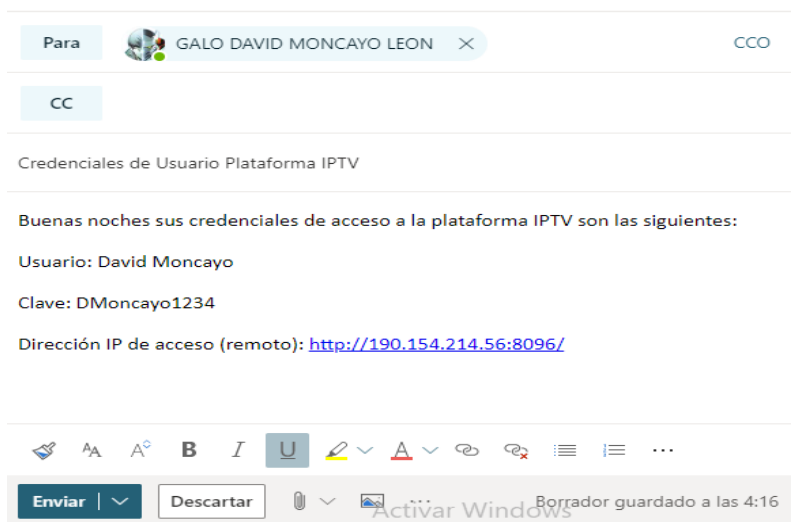 Para GALO DAVID MONCAYO LEON CCO
CC
Credenciales de Usuario Plataforma IPTV
Buenas noches sus credenciales de acceso a la plataforma IPTV son las siguientes:
Usuario: David Moncayo
Clave: DMoncayo1234
Dirección IP de acceso (remoto): http://190.154.214.56:8096/
Enviar Descartar Borrador guardado a las 4:16
Activar Windows